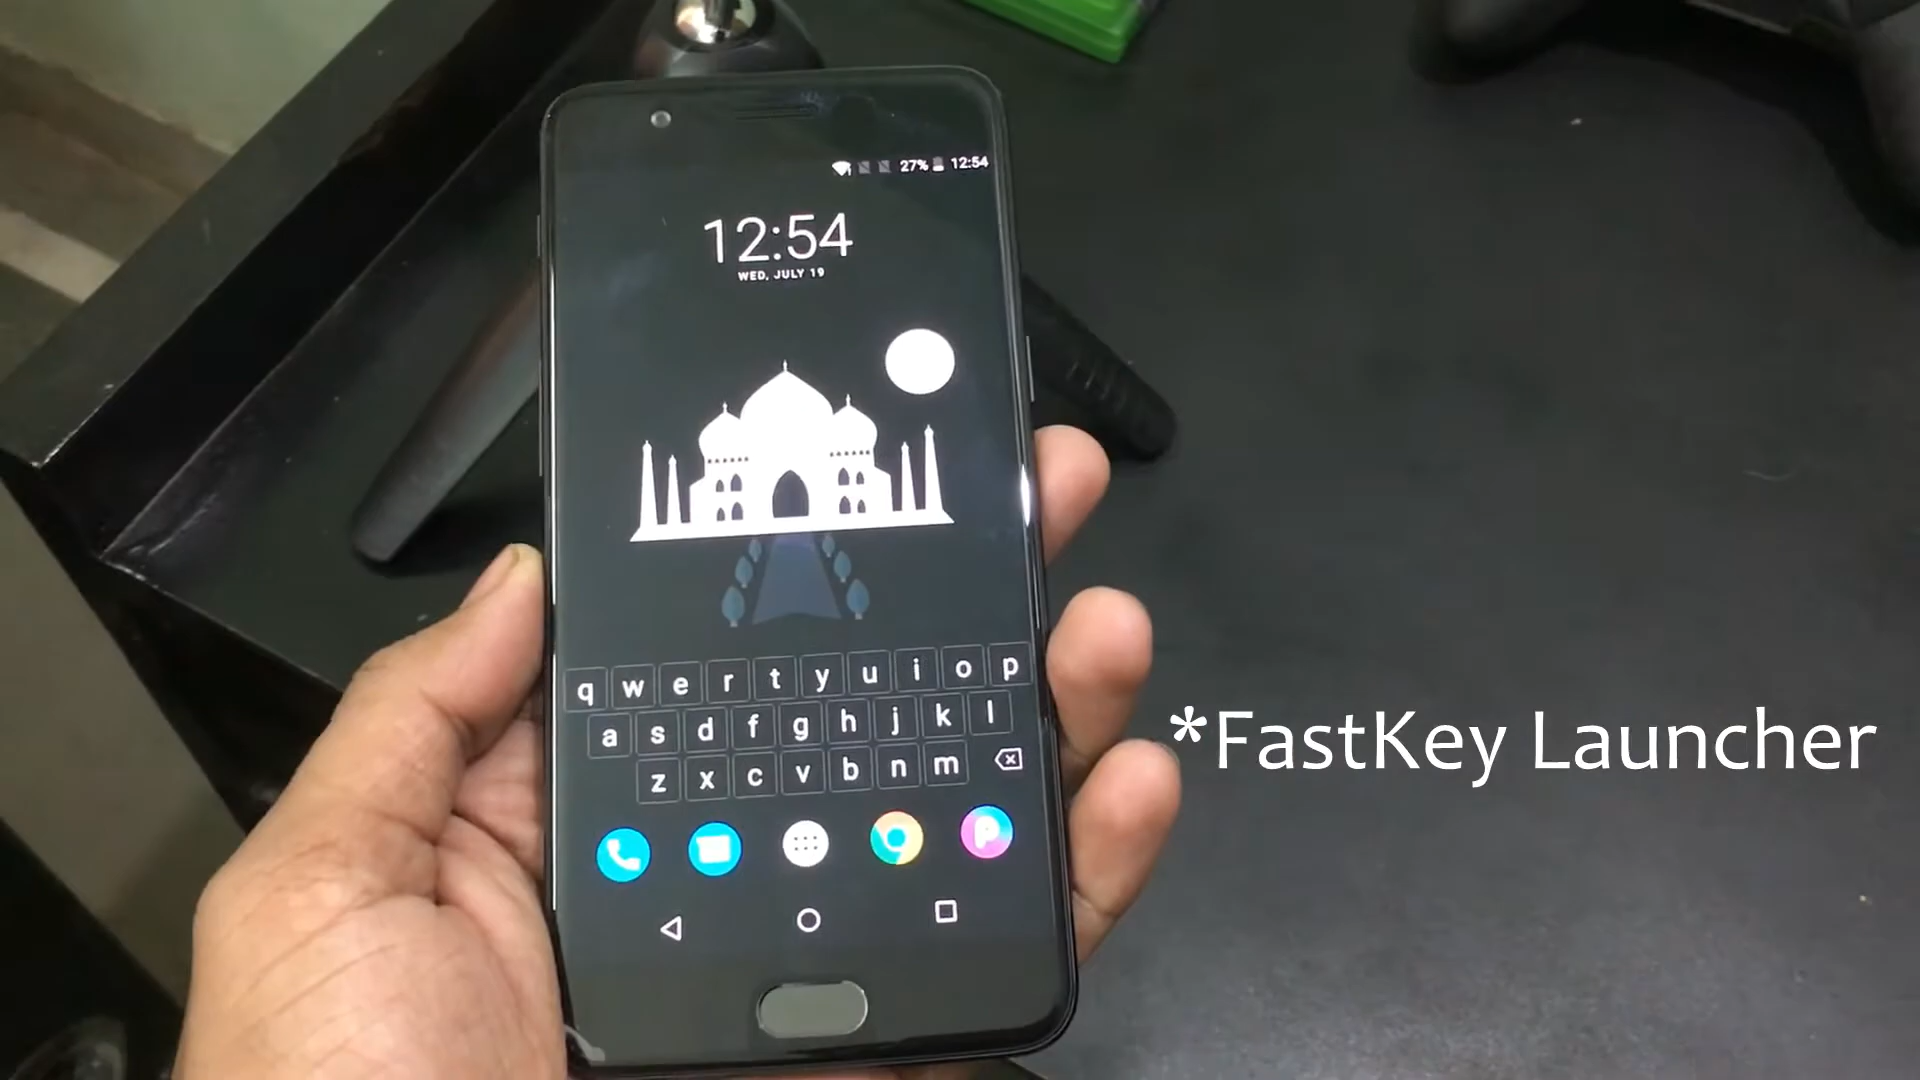 27% 12:54
12:54
WED, JULY 19
q w e r t y u i o p
a s d f g h j k l
z x c v b n m
P
*FastKey Launcher